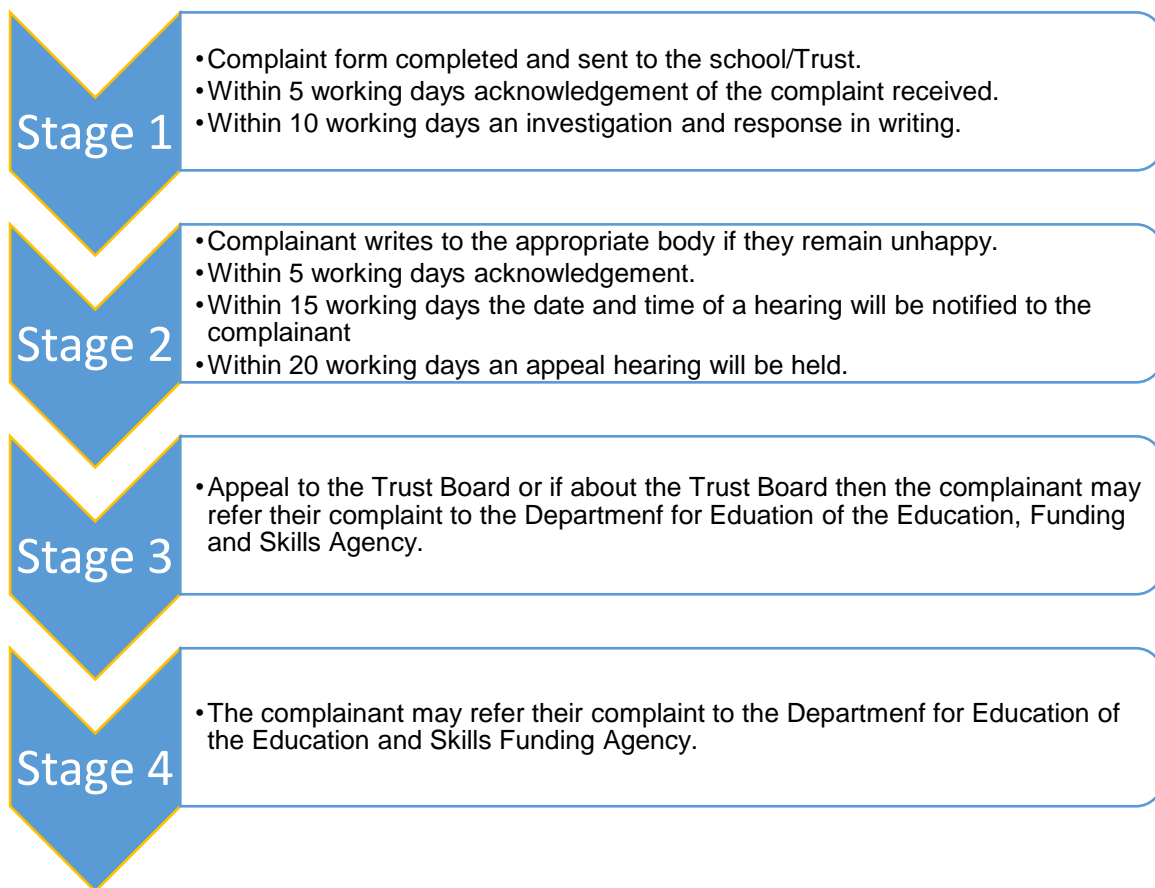 Stage 1
•Complaint form completed and sent to the school/Trust.
•Within 5 working days acknowledgement of the complaint received.
•Within 10 working days an investigation and response in writing.
Stage 2
•Complainant writes to the appropriate body if they remain unhappy.
•Within 5 working days acknowledgement.
•Within 15 working days the date and time of a hearing will be notified to the
complainant
•Within 20 working days an appeal hearing will be held.
Stage 3
•Appeal to the Trust Board or if about the Trust Board then the complainant may
refer their complaint to the Departmenf for Eduation of the Education, Funding
and Skills Agency.
Stage 4
•The complainant may refer their complaint to the Departmenf for Education of
the Education and Skills Funding Agency.